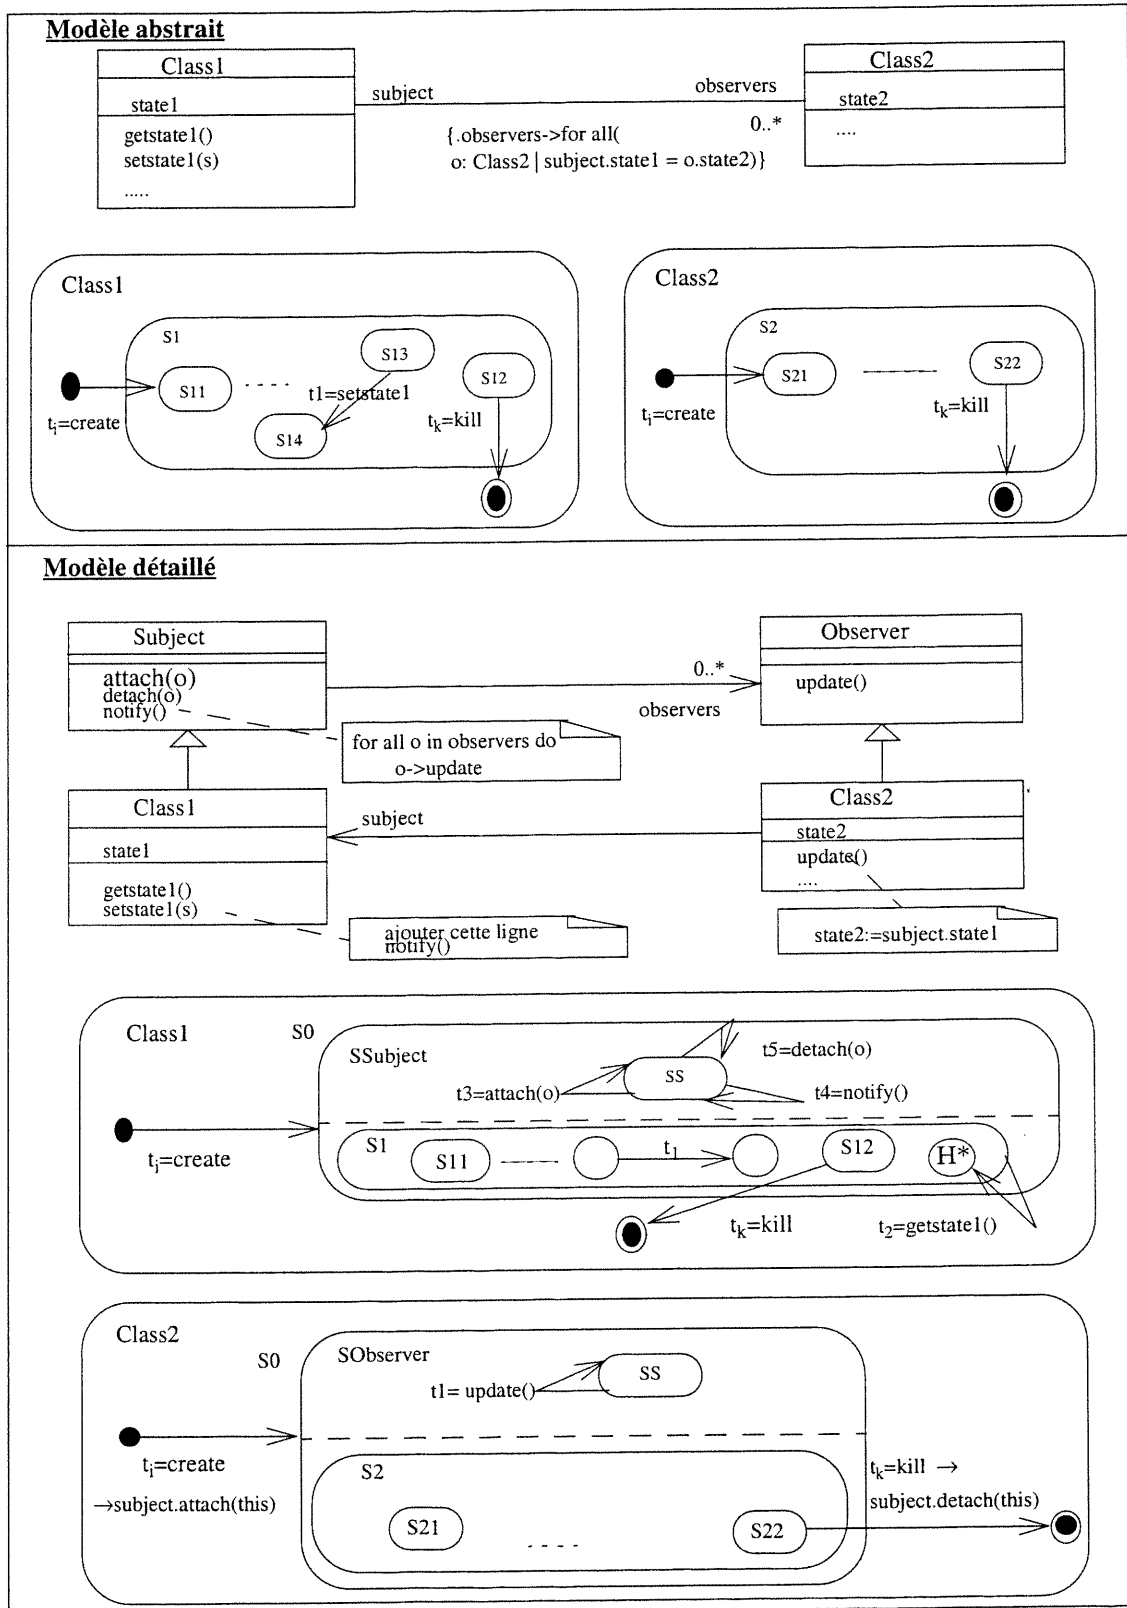 Modèle abstrait
Class1
state1
getstate1()
setstate1(s)
.....
subject
observers
0..*
{.observers->for all(
o: Class2 | subject.state1 = o.state2)}
Class2
state2
....
Class1
S1
S11
- - - -
S13
t1=setstate1
S14
S12
ti=create
tk=kill
Class2
S2
S21
S22
ti=create
tk=kill
Modèle détaillé
Subject
attach(o)
detach(o)
notify()
0..*
observers
Observer
update()
for all o in observers do
o->update
Class1
state1
getstate1()
setstate1(s)
subject
Class2
state2
update()
....
ajouter cette ligne
notify()
state2:=subject.state1
Class1
S0
SSubject
SS
t5=detach(o)
t3=attach(o)
t4=notify()
ti=create
S1
S11
t1
S12
H*
tk=kill
t2=getstate1()
Class2
S0
SObserver
SS
t1= update()
ti=create
→subject.attach(this)
S2
S21
- - - -
S22
tk=kill →
subject.detach(this)